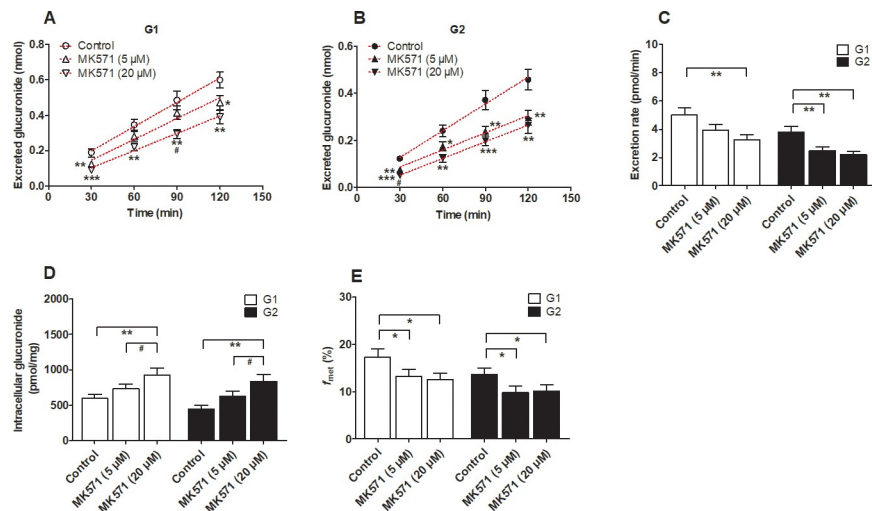 A
G1
Excreted glucuronide (nmol)
0.8
0.6
0.4
0.2
0.0
Control
MK571 (5 µM)
MK571 (20 µM)
**
***
**
**
#
*
**
0
30
60
90
120
150
Time (min)
B
G2
Excreted glucuronide (nmol)
0.6
0.4
0.2
0.0
Control
MK571 (5 µM)
MK571 (20 µM)
**
***
#
*
**
**
***
**
**
0
30
60
90
120
150
Time (min)
C
G1
G2
Excretion rate (pmol/min)
10
8
6
4
2
0
**
**
**
Control
MK571 (5 µM)
MK571 (20 µM)
Control
MK571 (5 µM)
MK571 (20 µM)
D
G1
G2
Intracellular glucuronide
(pmol/mg)
2000
1500
1000
500
0
**
#
**
#
Control
MK571 (5 µM)
MK571 (20 µM)
Control
MK571 (5 µM)
MK571 (20 µM)
E
G1
G2
fmet (%)
30
20
10
0
*
*
*
*
Control
MK571 (5 µM)
MK571 (20 µM)
Control
MK571 (5 µM)
MK571 (20 µM)